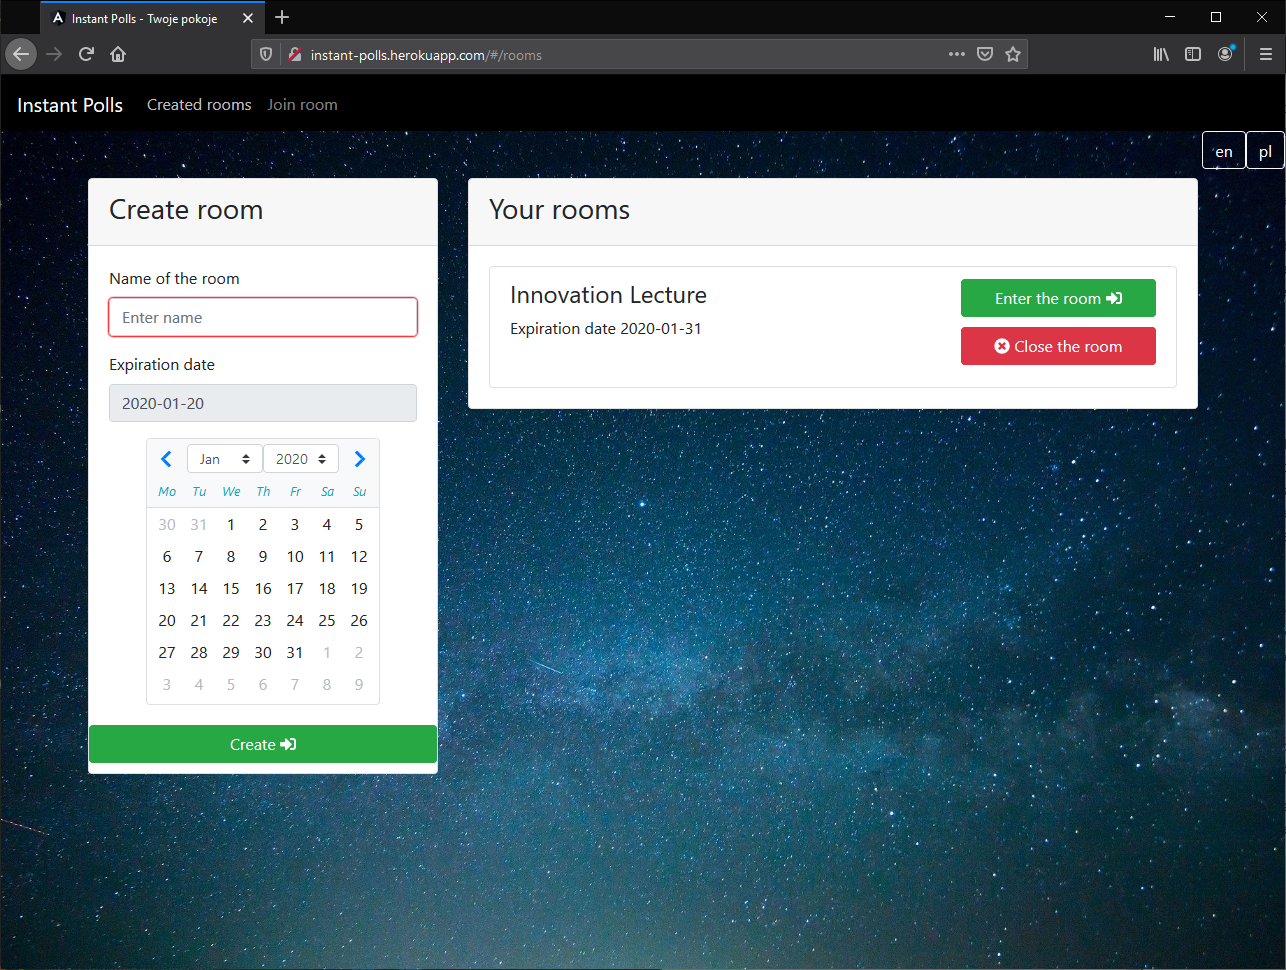 Instant Polls - Twoje pokoje
instant-polls.herokuapp.com/#/rooms
Instant Polls Created rooms Join room
en pl
Create room
Name of the room
Enter name
Expiration date
2020-01-20
Jan 2020
Mo Tu We Th Fr Sa Su
30 31 1 2 3 4 5
6 7 8 9 10 11 12
13 14 15 16 17 18 19
20 21 22 23 24 25 26
27 28 29 30 31 1 2
3 4 5 6 7 8 9
Create
Your rooms
Innovation Lecture
Expiration date 2020-01-31
Enter the room
Close the room